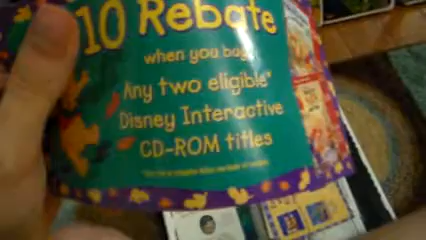 10 Rebate
when you buy
Any two eligible*
Disney Interactive
CD-ROM titles